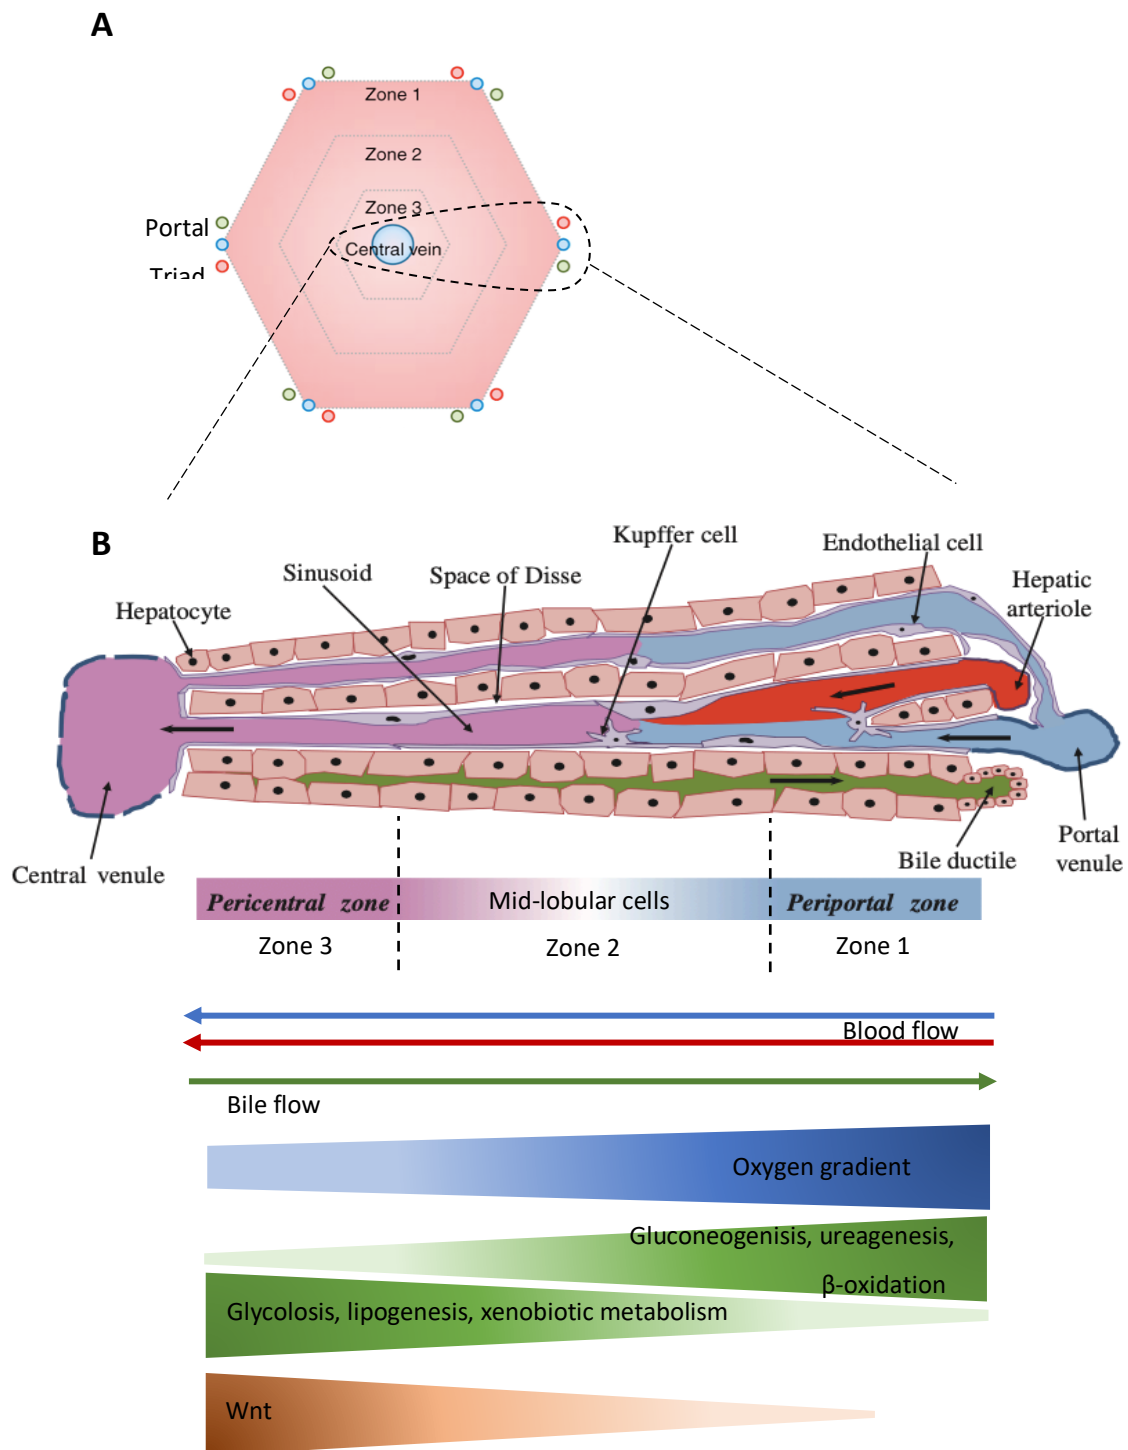 A
Zone 1
Zone 2
Zone 3
Central vein
Portal
Triad
B
Kupffer cell
Endothelial cell
Sinusoid
Space of Disse
Hepatic
arteriole
Hepatocyte
Central venule
Bile ductile
Portal
venule
Pericentral zone
Mid-lobular cells
Periportal zone
Zone 3
Zone 2
Zone 1
Blood flow
Bile flow
Oxygen gradient
Gluconeogenisis, ureagenesis,
β-oxidation
Glycolosis, lipogenesis, xenobiotic metabolism
Wnt